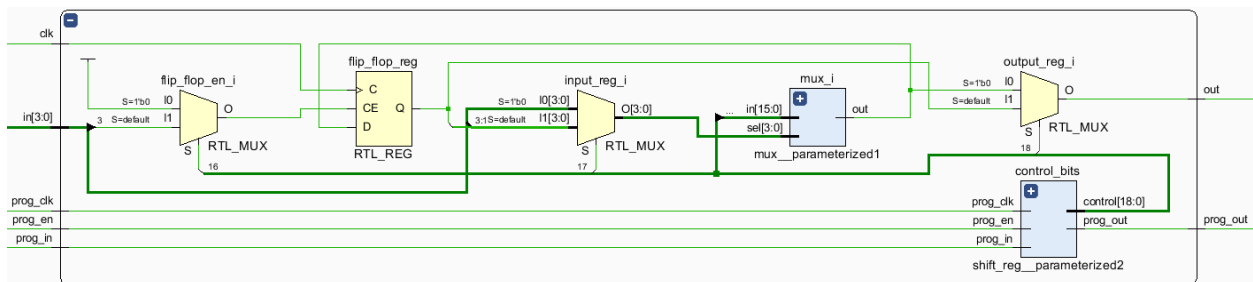 clk
in[3:0]
prog_clk
prog_en
prog_in
flip_flop_en_i
S=1'b0 I0
3 S=default I1
O
S
RTL_MUX
16
flip_flop_reg
C
CE
D
Q
RTL_REG
input_reg_i
S=1'b0 I0[3:0]
3:1 S=default I1[3:0]
O[3:0]
S
RTL_MUX
17
mux_i
... in[15:0]
sel[3:0]
out
mux__parameterized1
output_reg_i
S=1'b0 I0
S=default I1
O
S
RTL_MUX
18
out
control_bits
prog_clk
prog_en
prog_in
control[18:0]
prog_out
shift_reg__parameterized2
prog_out